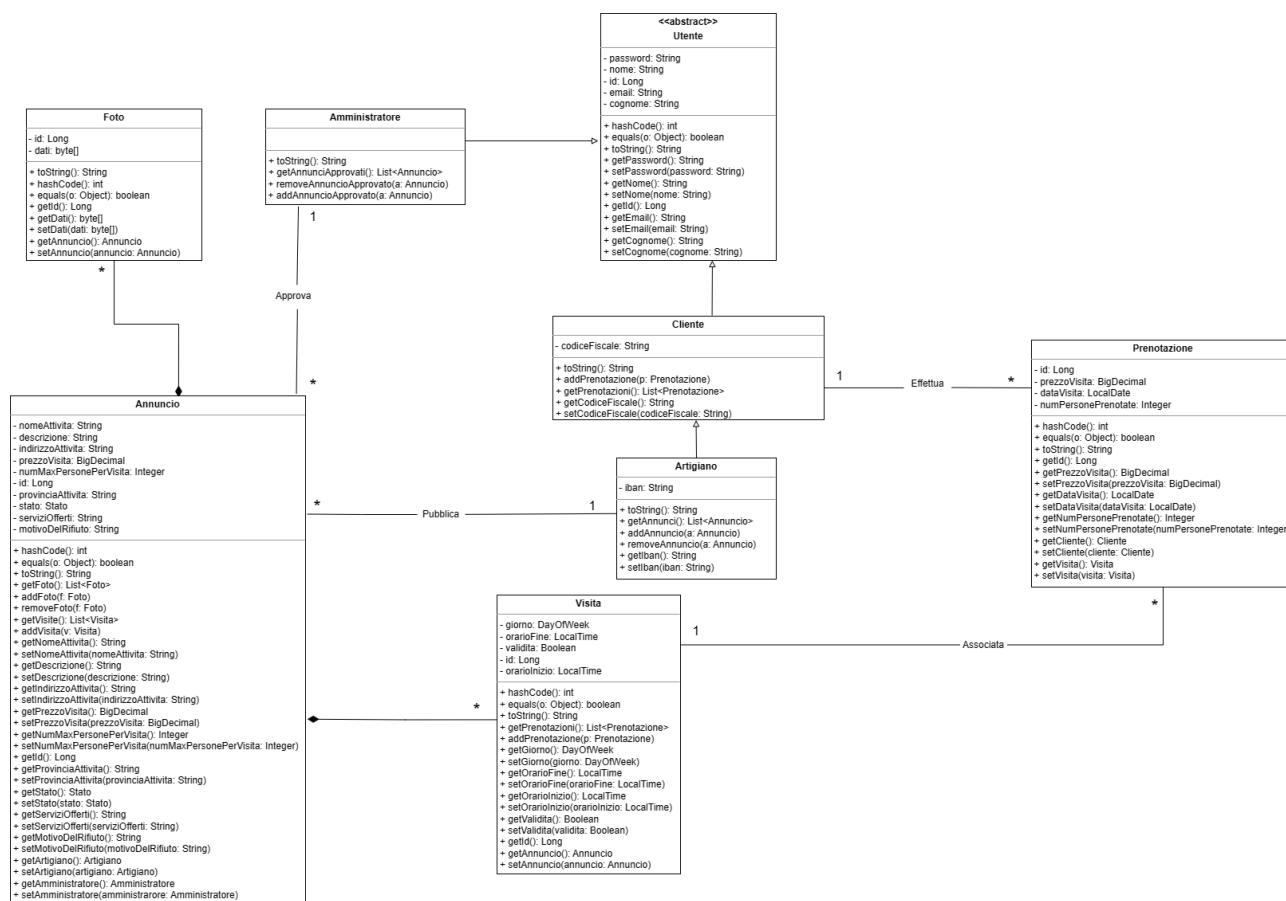 <<abstract>>
Utente
- password: String
- nome: String
- id: Long
- email: String
- cognome: String
+ hashCode(): int
+ equals(o: Object): boolean
+ toString(): String
+ getPassword(): String
+ setPassword(password: String)
+ getNome(): String
+ setNome(nome: String)
+ getId(): Long
+ getEmail(): String
+ setEmail(email: String)
+ getCognome(): String
+ setCognome(cognome: String)
Foto
- id: Long
- dati: byte[]
+ toString(): String
+ hashCode(): int
+ equals(o: Object): boolean
+ getId(): Long
+ getDati(): byte[]
+ setDati(dati: byte[])
+ getAnnuncio(): Annuncio
+ setAnnuncio(annuncio: Annuncio)
*
Amministratore
+ toString(): String
+ getAnnunciApprovati(): List<Annuncio>
+ removeAnnuncioApprovato(a: Annuncio)
+ addAnnuncioApprovato(a: Annuncio)
1
Approva
*
Cliente
- codiceFiscale: String
+ toString(): String
+ addPrenotazione(p: Prenotazione)
+ getPrenotazioni(): List<Prenotazione>
+ getCodiceFiscale(): String
+ setCodiceFiscale(codiceFiscale: String)
1
Effettua
*
Prenotazione
- id: Long
- prezzoVisita: BigDecimal
- dataVisita: LocalDate
- numPersonePrenotate: Integer
+ hashCode(): int
+ equals(o: Object): boolean
+ toString(): String
+ getId(): Long
+ getPrezzoVisita(): BigDecimal
+ setPrezzoVisita(prezzoVisita: BigDecimal)
+ getDataVisita(): LocalDate
+ setDataVisita(dataVisita: LocalDate)
+ getNumPersonePrenotate(): Integer
+ setNumPersonePrenotate(numPersonePrenotate: Integer
+ getCliente(): Cliente
+ setCliente(cliente: Cliente)
+ getVisita(): Visita
+ setVisita(visita: Visita)
*
Annuncio
- nomeAttivita: String
- descrizione: String
- indirizzoAttivita: String
- prezzoVisita: BigDecimal
- numMaxPersonePerVisita: Integer
- id: Long
- provinciaAttivita: String
- stato: Stato
- serviziOfferti: String
- motivoDelRifiuto: String
+ hashCode(): int
+ equals(o: Object): boolean
+ toString(): String
+ getFoto(): List<Foto>
+ addFoto(f: Foto)
+ removeFoto(f: Foto)
+ getVisite(): List<Visita>
+ addVisita(v: Visita)
+ getNomeAttivita(): String
+ setNomeAttivita(nomeAttivita: String)
+ getDescrizione(): String
+ setDescrizione(descrizione: String)
+ getIndirizzoAttivita(): String
+ setIndirizzoAttivita(indirizzoAttivita: String)
+ getPrezzoVisita(): BigDecimal
+ setPrezzoVisita(prezzoVisita: BigDecimal)
+ getNumMaxPersonePerVisita(): Integer
+ setNumMaxPersonePerVisita(numMaxPersonePerVisita: Integer)
+ getId(): Long
+ getProvinciaAttivita(): String
+ setProvinciaAttivita(provinciaAttivita: String)
+ getStato(): Stato
+ setStato(stato: Stato)
+ getServiziOfferti(): String
+ setServiziOfferti(serviziOfferti: String)
+ getMotivoDelRifiuto(): String
+ setMotivoDelRifiuto(motivoDelRifiuto: String)
+ getArtigiano(): Artigiano
+ setArtigiano(artigiano: Artigiano)
+ getAmministratore(): Amministratore
+ setAmministratore(amministrarore: Amministratore)
*
Pubblica
1
Artigiano
- iban: String
+ toString(): String
+ getAnnunci(): List<Annuncio>
+ addAnnuncio(a: Annuncio)
+ removeAnnuncio(a: Annuncio)
+ getIban(): String
+ setIban(iban: String)
*
Visita
- giorno: DayOfWeek
- orarioFine: LocalTime
- validita: Boolean
- id: Long
- orarioInizio: LocalTime
+ hashCode(): int
+ equals(o: Object): boolean
+ toString(): String
+ getPrenotazioni(): List<Prenotazione>
+ addPrenotazione(p: Prenotazione)
+ getGiorno(): DayOfWeek
+ setGiorno(giorno: DayOfWeek)
+ getOrarioFine(): LocalTime
+ setOrarioFine(orarioFine: LocalTime)
+ getOrarioInizio(): LocalTime
+ setOrarioInizio(orarioInizio: LocalTime)
+ getValidita(): Boolean
+ setValidita(validita: Boolean)
+ getId(): Long
+ getAnnuncio(): Annuncio
+ setAnnuncio(annuncio: Annuncio)
1
Associata